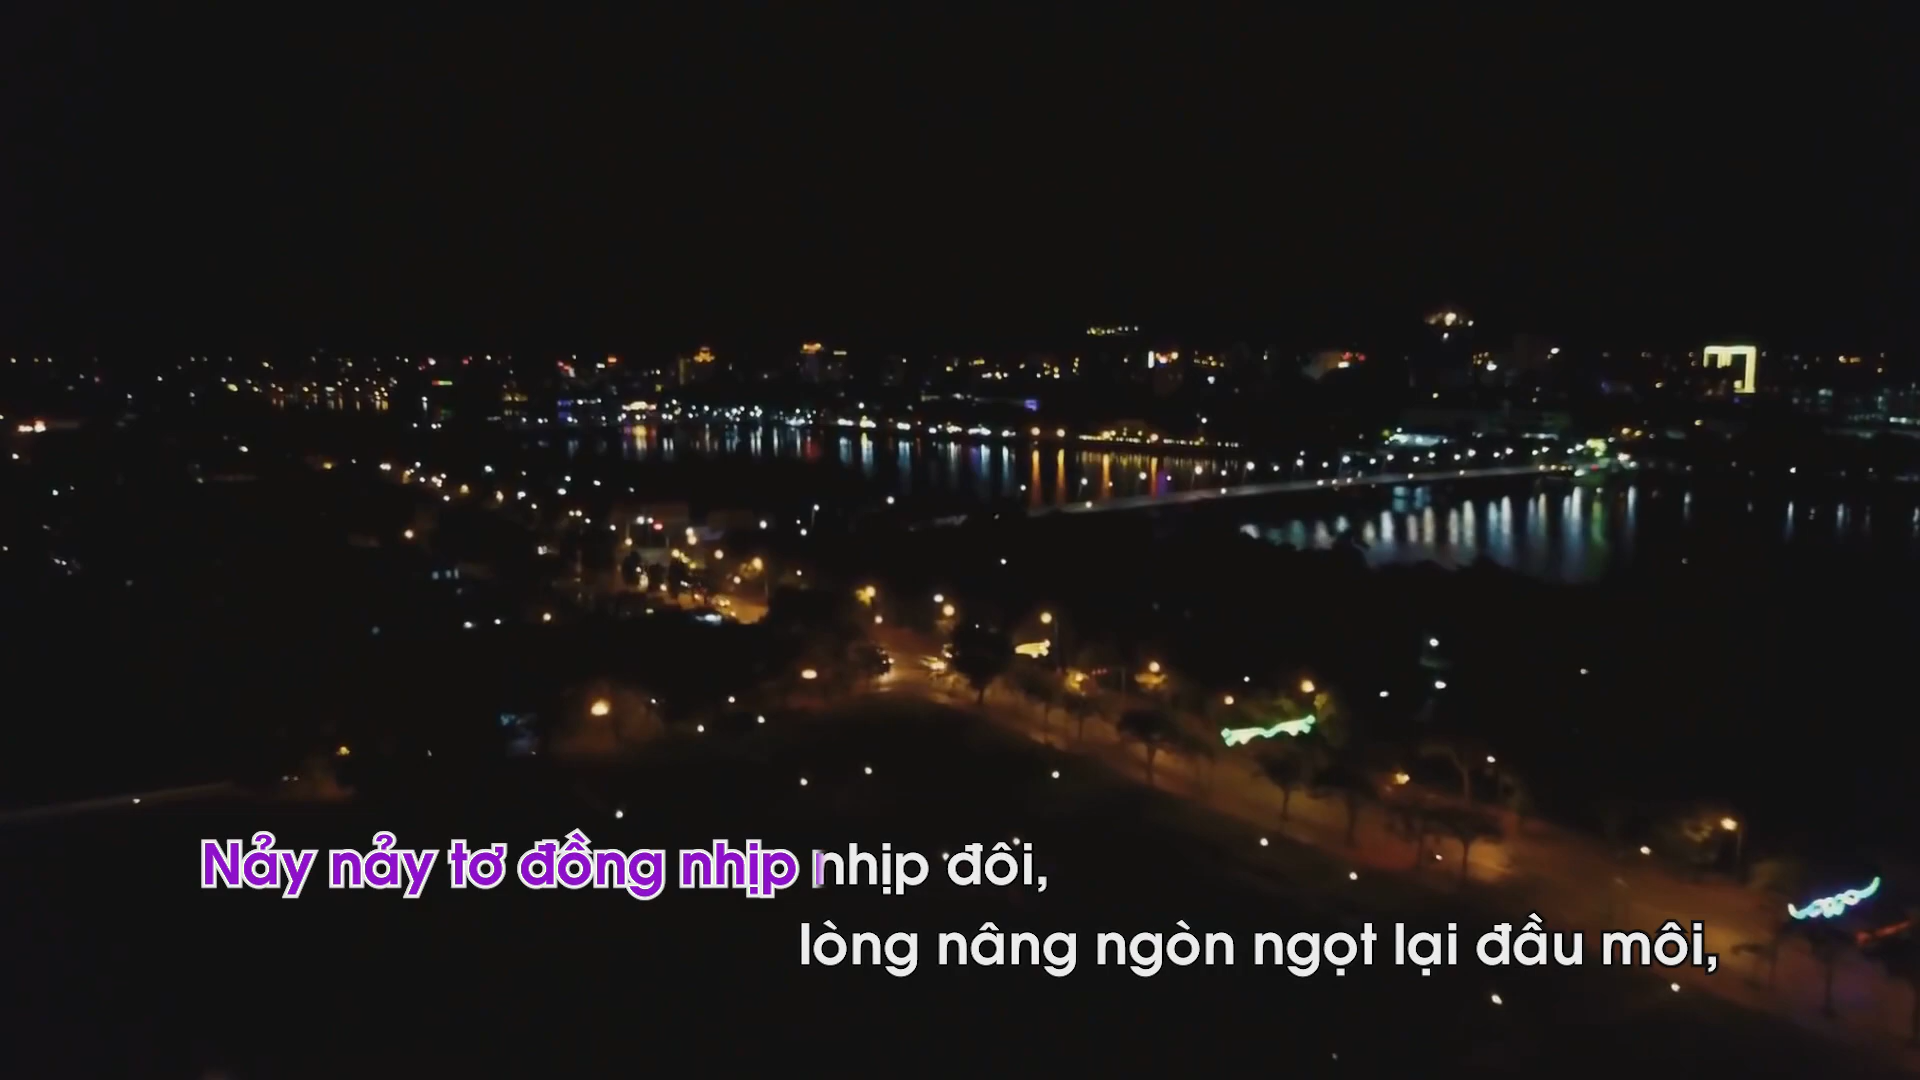 Nảy nảy tơ đồng nhịp nhịp đôi,
lòng nâng ngòn ngọt lại đầu môi,